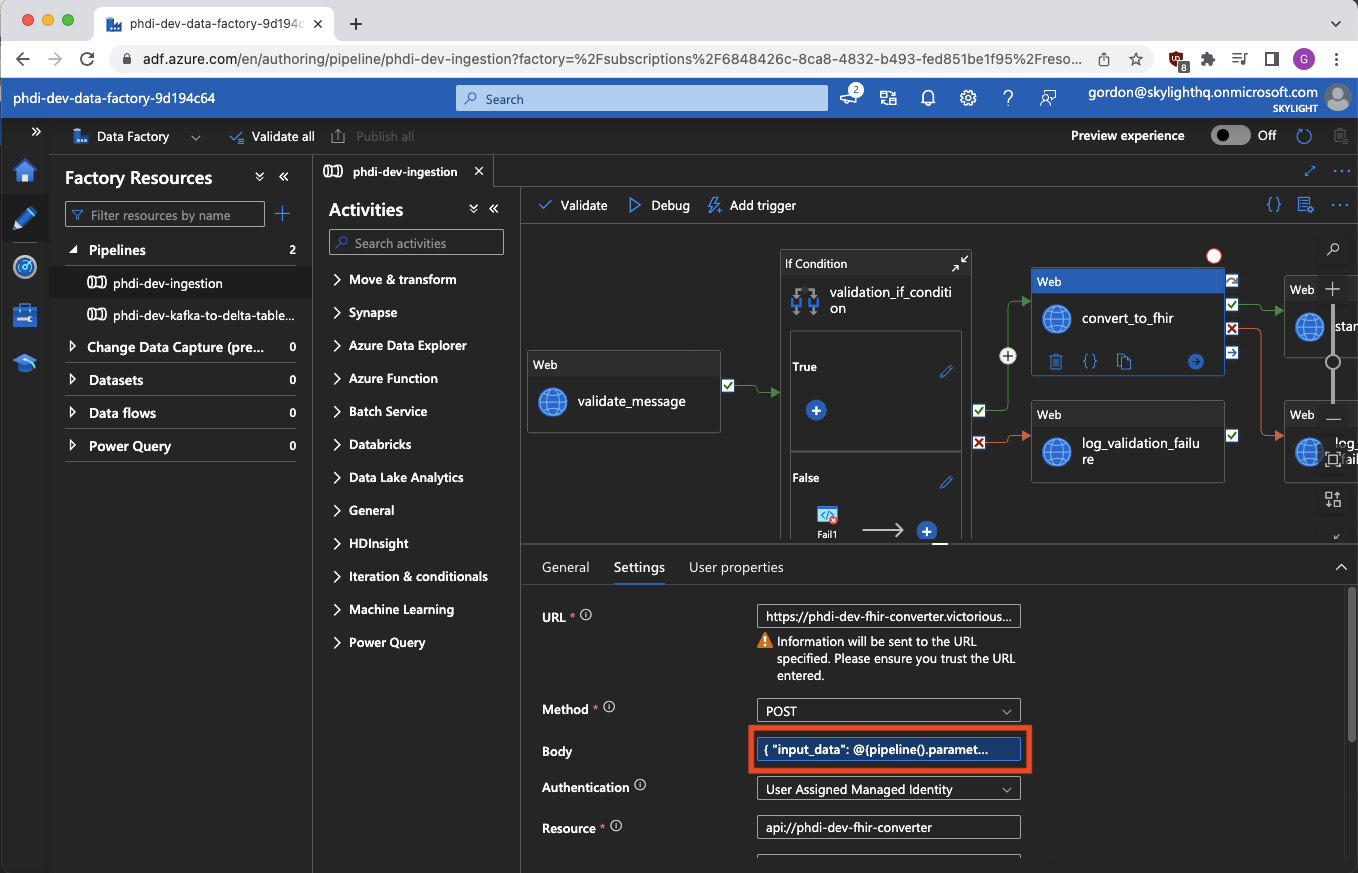 phdi-dev-data-factory-9d194c
adf.azure.com/en/authoring/pipeline/phdi-dev-ingestion?factory=%2Fsubscriptions%2F6848426c-8ca8-4832-b493-fed851be1f95%2Freso...
8
G
phdi-dev-data-factory-9d194c64
Search
2
gordon@skylighthq.onmicrosoft.com
SKYLIGHT
Data Factory
Validate all
Publish all
Preview experience
Off
Factory Resources
Filter resources by name
Pipelines
2
phdi-dev-ingestion
phdi-dev-kafka-to-delta-table...
Change Data Capture (pre...
0
Datasets
0
Data flows
0
Power Query
0
phdi-dev-ingestion
Activities
Search activities
Move & transform
Synapse
Azure Data Explorer
Azure Function
Batch Service
Databricks
Data Lake Analytics
General
HDInsight
Iteration & conditionals
Machine Learning
Power Query
Validate
Debug
Add trigger
Web
validate_message
If Condition
validation_if_conditi
on
True
False
Fail1
Web
convert_to_fhir
Web
log_validation_failu
re
Web
star
Web
log_
fail
General
Settings
User properties
URL *
https://phdi-dev-fhir-converter.victorious...
Information will be sent to the URL
specified. Please ensure you trust the URL
entered.
Method *
POST
Body
{ "input_data": @{pipeline().paramet...
Authentication
User Assigned Managed Identity
Resource *
api://phdi-dev-fhir-converter